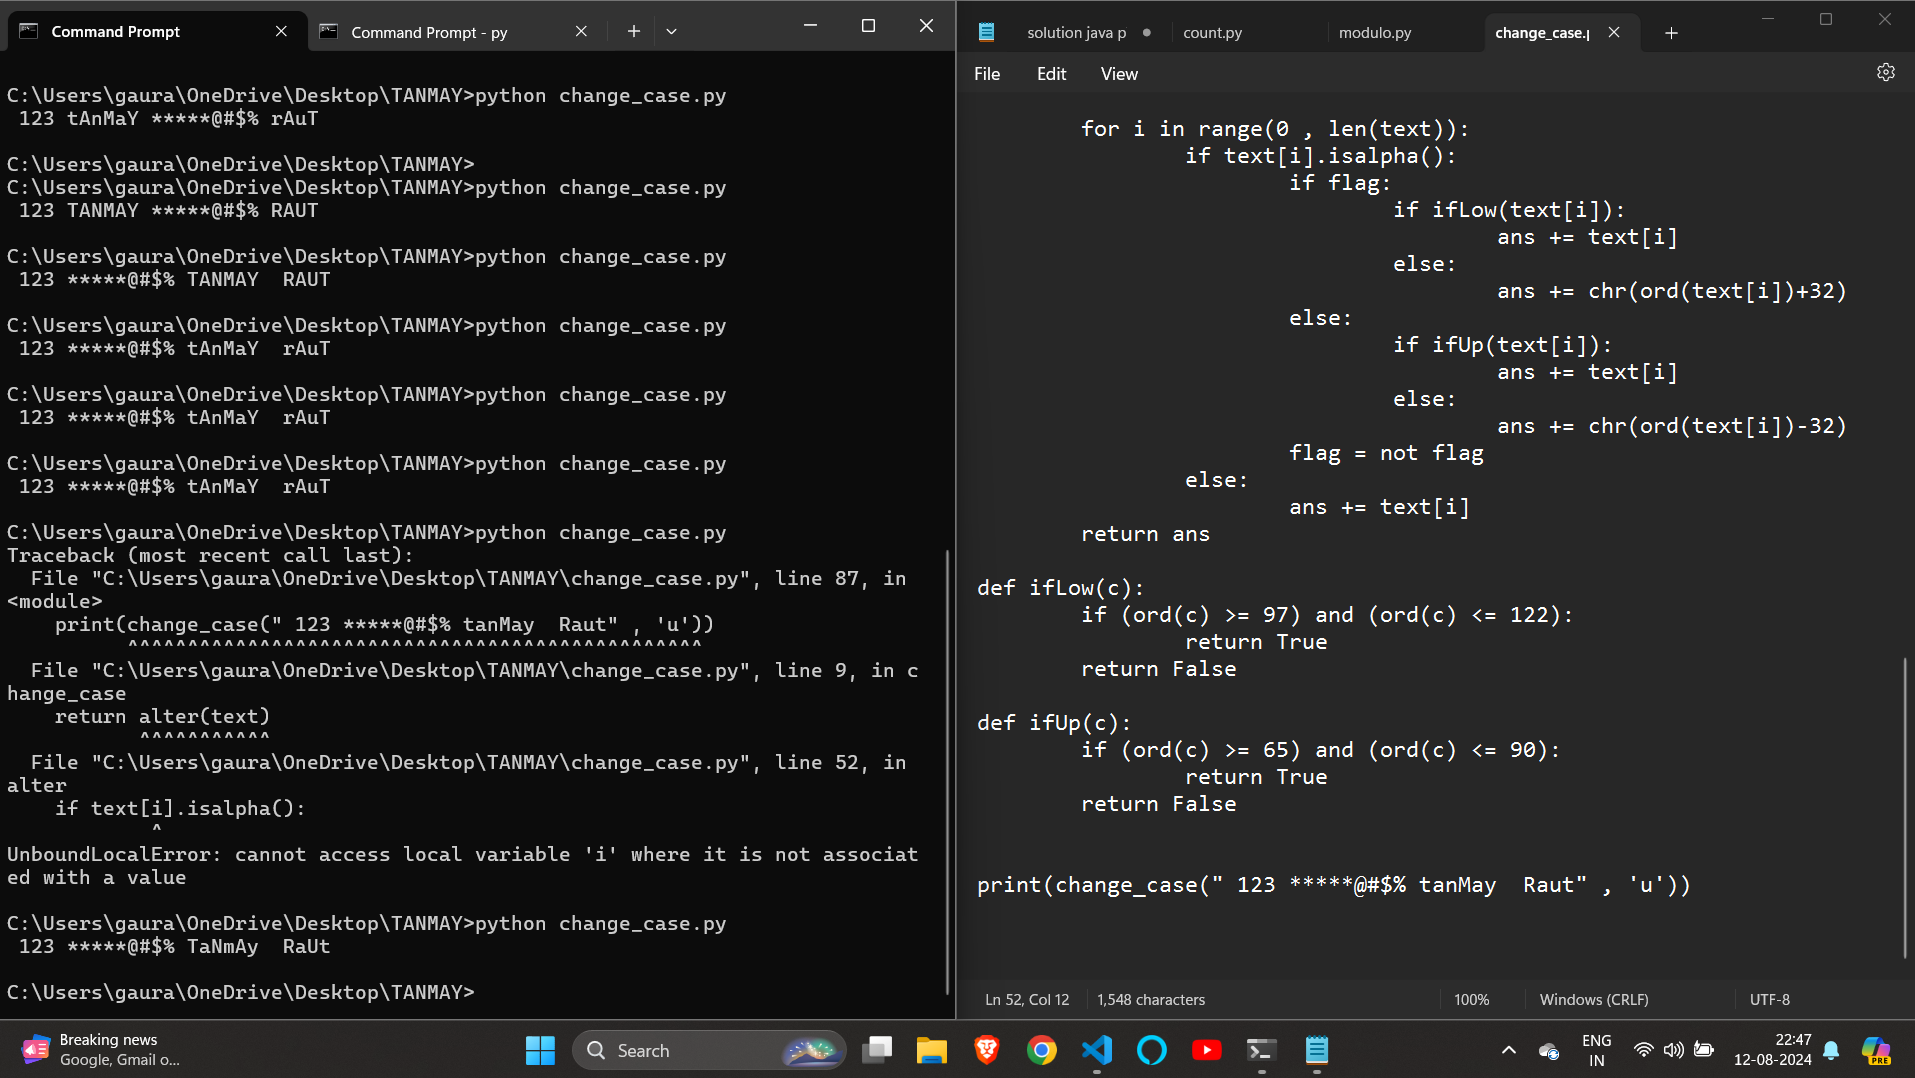 Command Prompt
Command Prompt - py
C:\Users\gaura\OneDrive\Desktop\TANMAY>python change_case.py
 123 tAnMaY *****@#$% rAuT
C:\Users\gaura\OneDrive\Desktop\TANMAY>
C:\Users\gaura\OneDrive\Desktop\TANMAY>python change_case.py
 123 TANMAY *****@#$% RAUT
C:\Users\gaura\OneDrive\Desktop\TANMAY>python change_case.py
 123 *****@#$% TANMAY  RAUT
C:\Users\gaura\OneDrive\Desktop\TANMAY>python change_case.py
 123 *****@#$% tAnMaY  rAuT
C:\Users\gaura\OneDrive\Desktop\TANMAY>python change_case.py
 123 *****@#$% tAnMaY  rAuT
C:\Users\gaura\OneDrive\Desktop\TANMAY>python change_case.py
 123 *****@#$% tAnMaY  rAuT
C:\Users\gaura\OneDrive\Desktop\TANMAY>python change_case.py
Traceback (most recent call last):
  File "C:\Users\gaura\OneDrive\Desktop\TANMAY\change_case.py", line 87, in
<module>
    print(change_case(" 123 *****@#$% tanMay  Raut" , 'u'))
          ^^^^^^^^^^^^^^^^^^^^^^^^^^^^^^^^^^^^^^^^^^^^^^^^
  File "C:\Users\gaura\OneDrive\Desktop\TANMAY\change_case.py", line 9, in c
hange_case
    return alter(text)
           ^^^^^^^^^^^
  File "C:\Users\gaura\OneDrive\Desktop\TANMAY\change_case.py", line 52, in
alter
    if text[i].isalpha():
            ^
UnboundLocalError: cannot access local variable 'i' where it is not associat
ed with a value
C:\Users\gaura\OneDrive\Desktop\TANMAY>python change_case.py
 123 *****@#$% TaNmAy  RaUt
C:\Users\gaura\OneDrive\Desktop\TANMAY>
solution java p
count.py
modulo.py
change_case.p
File
Edit
View
        for i in range(0 , len(text)):
                if text[i].isalpha():
                        if flag:
                                if ifLow(text[i]):
                                        ans += text[i]
                                else:
                                        ans += chr(ord(text[i])+32)
                        else:
                                if ifUp(text[i]):
                                        ans += text[i]
                                else:
                                        ans += chr(ord(text[i])-32)
                        flag = not flag
                else:
                        ans += text[i]
        return ans
def ifLow(c):
        if (ord(c) >= 97) and (ord(c) <= 122):
                return True
        return False
def ifUp(c):
        if (ord(c) >= 65) and (ord(c) <= 90):
                return True
        return False
print(change_case(" 123 *****@#$% tanMay  Raut" , 'u'))
Ln 52, Col 12
1,548 characters
100%
Windows (CRLF)
UTF-8
Breaking news
Google, Gmail o...
Search
ENG
IN
22:47
12-08-2024
PRE